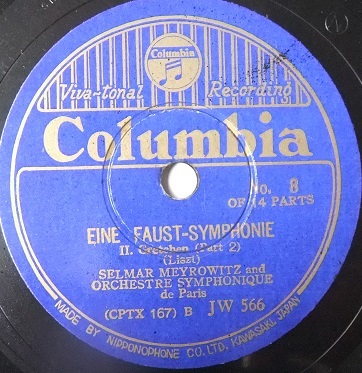 Columbia
Viva-tonal Recording
Columbia
No. 8
OF 14 PARTS
EINE FAUST-SYMPHONIE
II. Gretchen (Part 2)
(Liszt)
SELMAR MEYROWITZ and
ORCHESTRE SYMPHONIQUE
de Paris
(CPTX 167) B JW 566
MADE BY NIPPONOPHONE CO. LTD., KAWASAKI, JAPAN